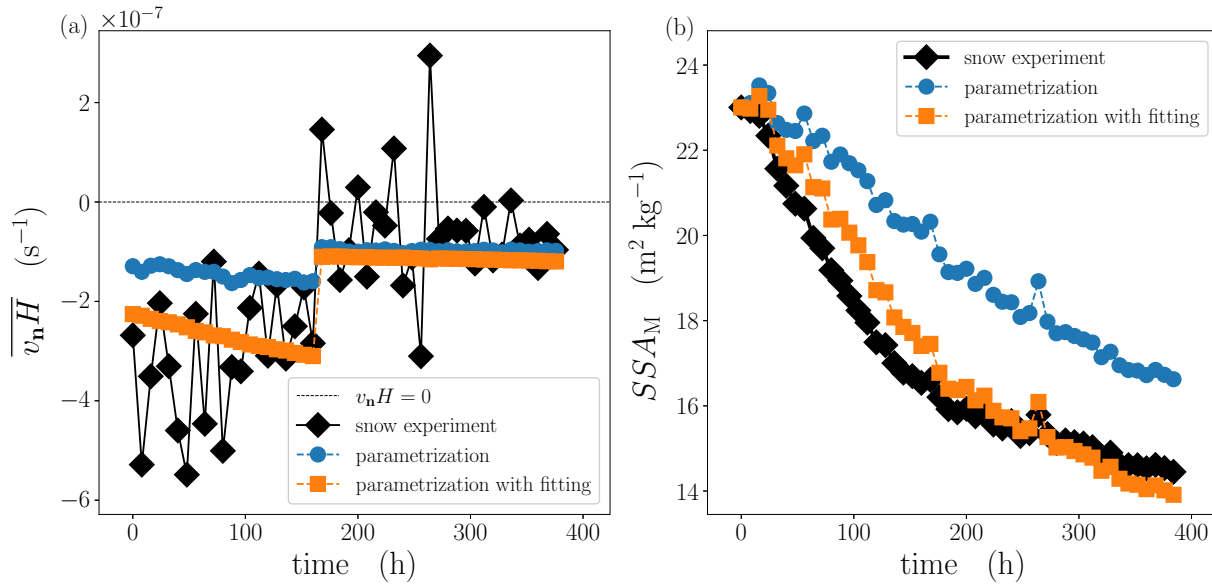 (a)
×10⁻⁷
2
0
−2
−4
−6
v_n H (s⁻¹)
v_n H = 0
snow experiment
parametrization
parametrization with fitting
0
100
200
300
400
time (h)
(b)
24
22
20
18
16
14
SSA_M (m² kg⁻¹)
snow experiment
parametrization
parametrization with fitting
0
100
200
300
400
time (h)